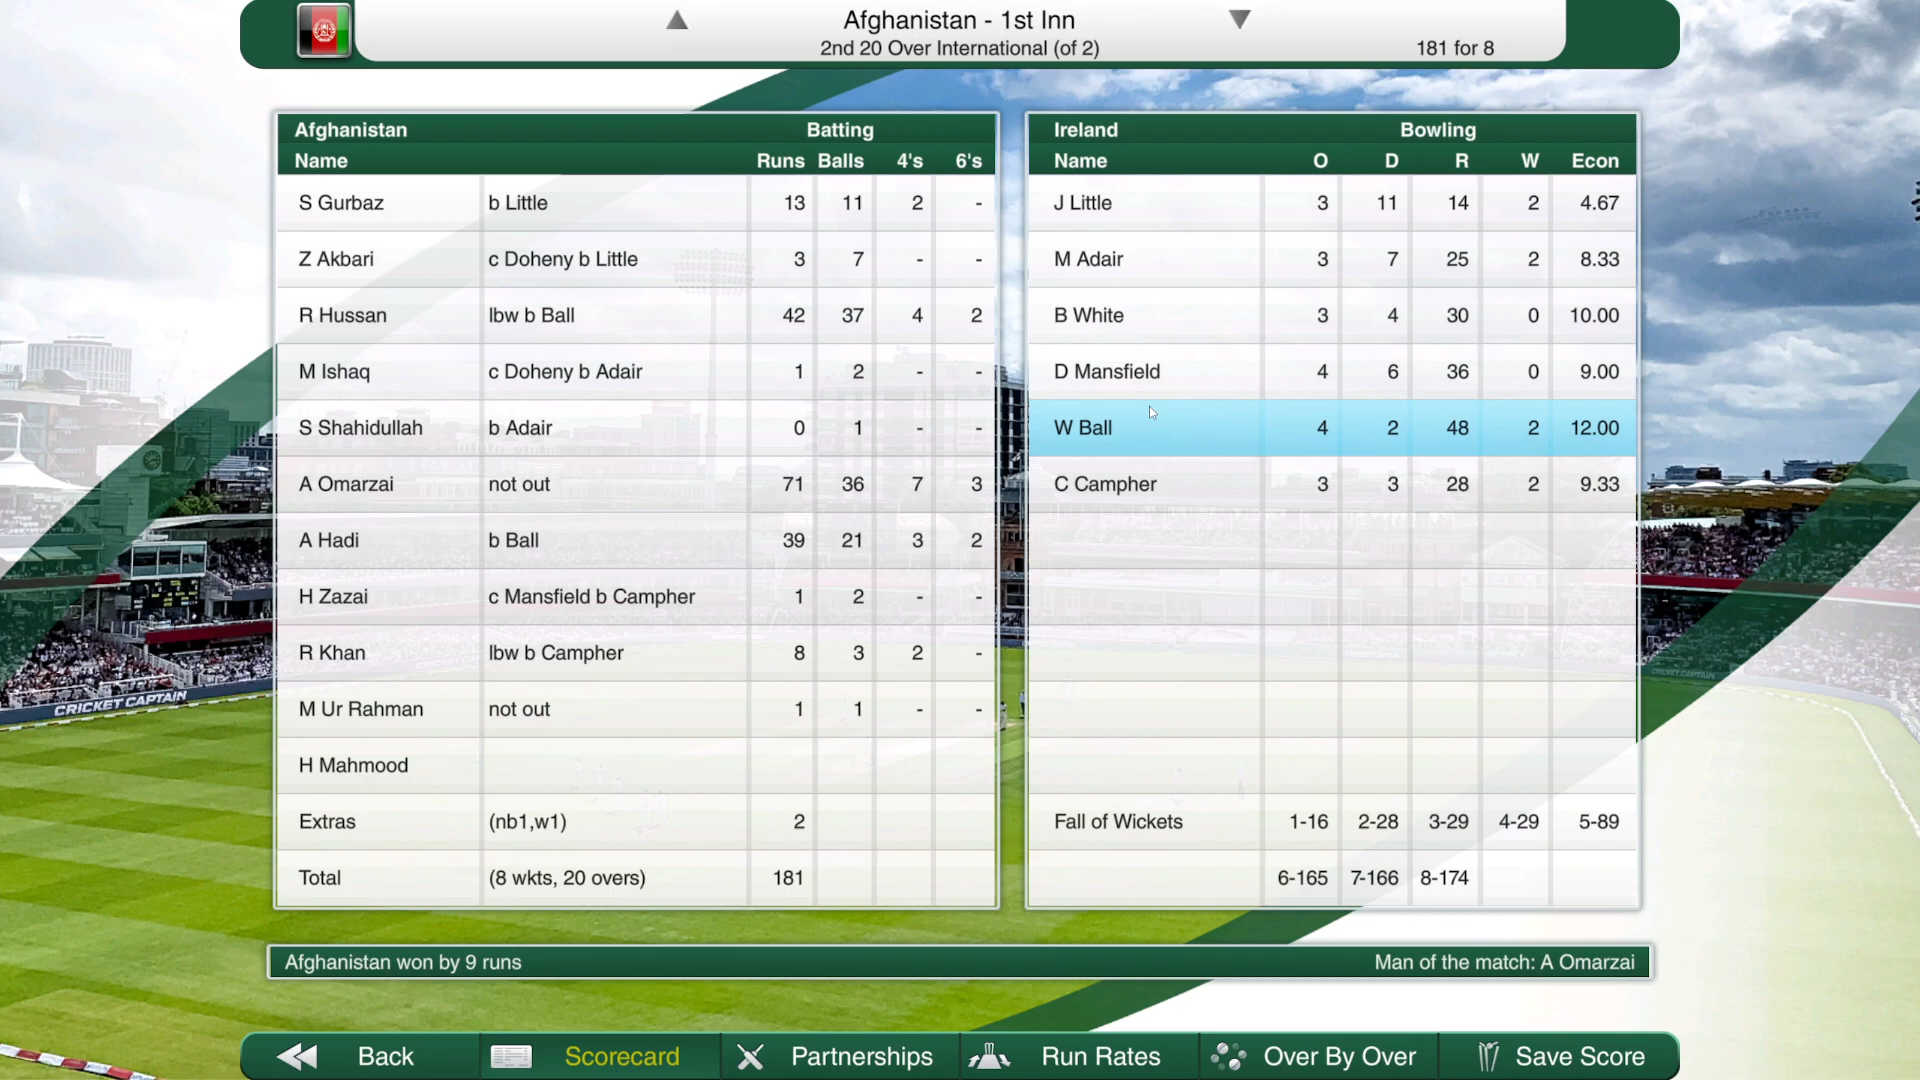 Afghanistan - 1st Inn
2nd 20 Over International (of 2)
181 for 8
Afghanistan Batting
Name Runs Balls 4's 6's
S Gurbaz b Little 13 11 2 -
Z Akbari c Doheny b Little 3 7 - -
R Hussan lbw b Ball 42 37 4 2
M Ishaq c Doheny b Adair 1 2 - -
S Shahidullah b Adair 0 1 - -
A Omarzai not out 71 36 7 3
A Hadi b Ball 39 21 3 2
H Zazai c Mansfield b Campher 1 2 - -
R Khan lbw b Campher 8 3 2 -
M Ur Rahman not out 1 1 - -
H Mahmood
Extras (nb1,w1) 2
Total (8 wkts, 20 overs) 181
Ireland Bowling
Name O D R W Econ
J Little 3 11 14 2 4.67
M Adair 3 7 25 2 8.33
B White 3 4 30 0 10.00
D Mansfield 4 6 36 0 9.00
W Ball 4 2 48 2 12.00
C Campher 3 3 28 2 9.33
Fall of Wickets 1-16 2-28 3-29 4-29 5-89
6-165 7-166 8-174
CRICKET CAPTAIN
CRICKET CAPTAIN
Afghanistan won by 9 runs
Man of the match: A Omarzai
Back
Scorecard
Partnerships
Run Rates
Over By Over
Save Score